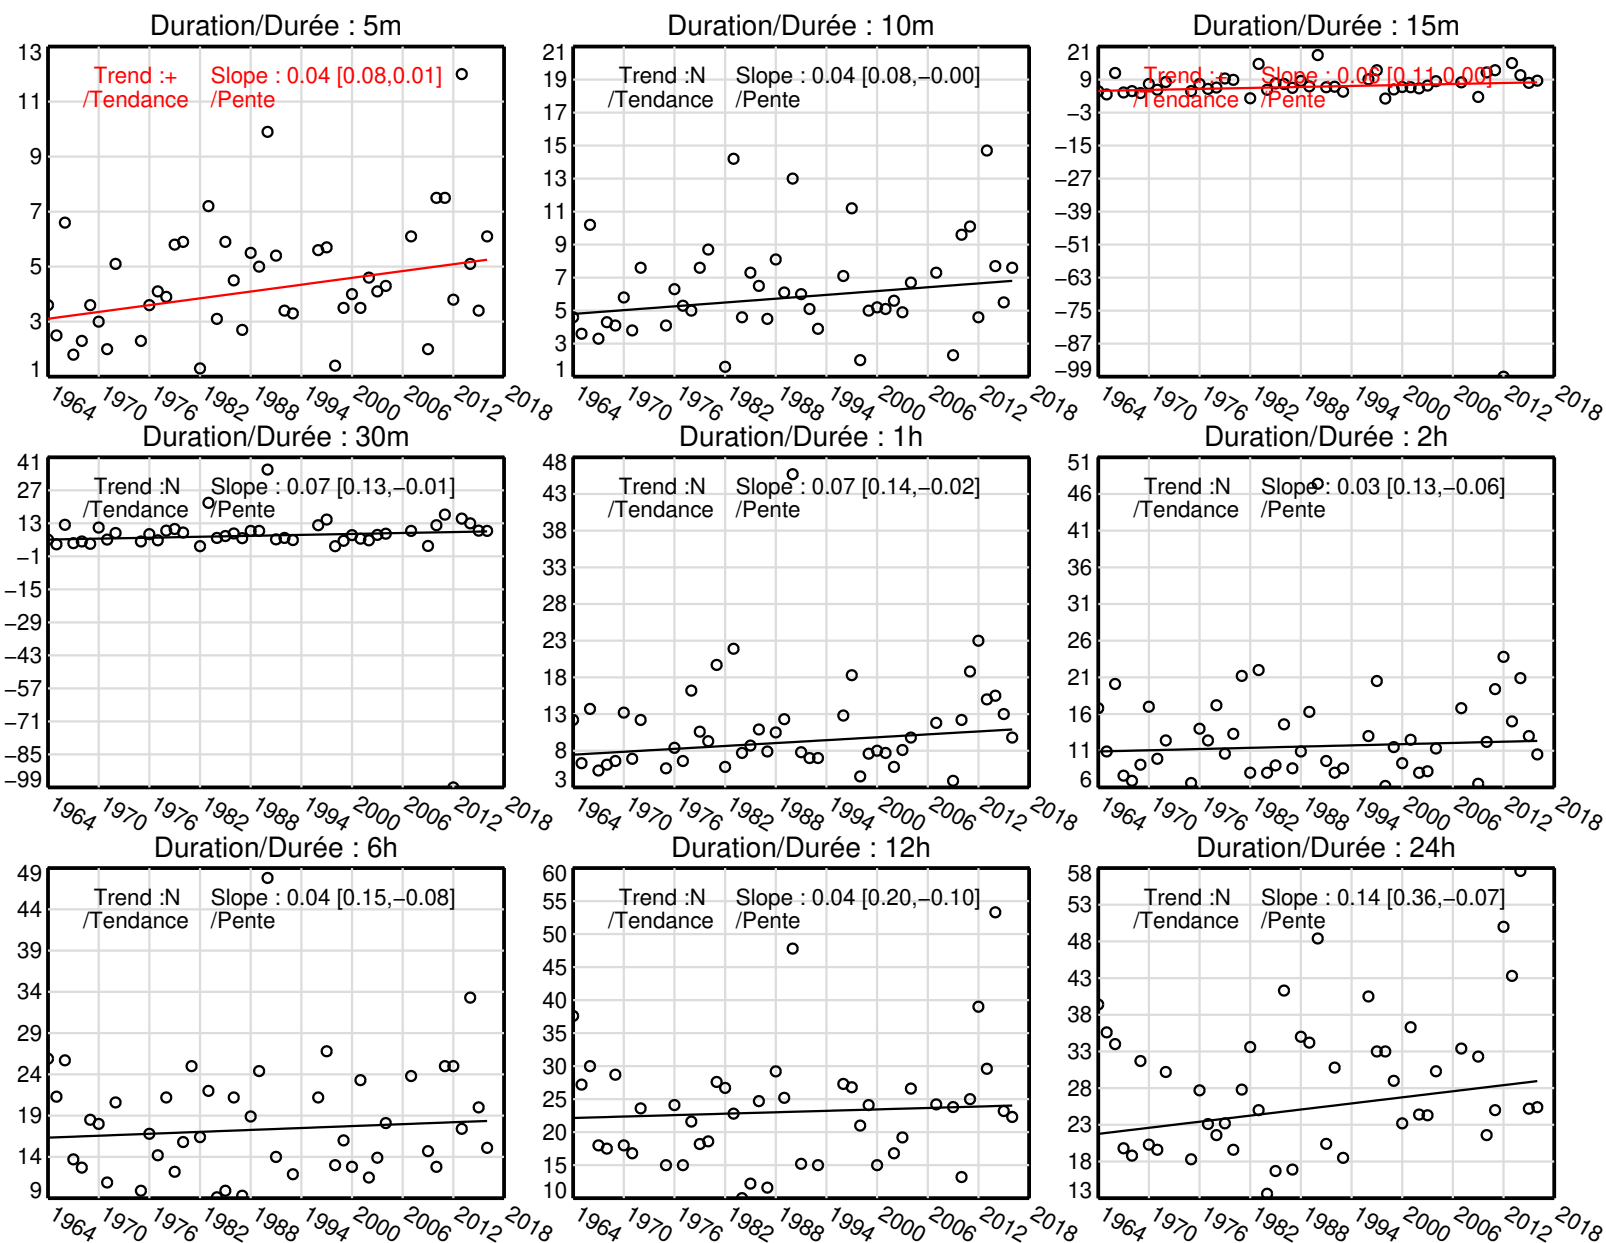 Duration/Durée : 5m
Trend :+ Slope : 0.04 [0.08,0.01]
/Tendance /Pente
13
11
9
7
5
3
1
1964 1970 1976 1982 1988 1994 2000 2006 2012 2018
Duration/Durée : 10m
Trend :N Slope : 0.04 [0.08,−0.00]
/Tendance /Pente
21
19
17
15
13
11
9
7
5
3
1
1964 1970 1976 1982 1988 1994 2000 2006 2012 2018
Duration/Durée : 15m
Trend :+ Slope : [0.11,0.00]
/Tendance /Pente
21
9
−3
−15
−27
−39
−51
−63
−75
−87
−99
1964 1970 1976 1982 1988 1994 2000 2006 2012 2018
Duration/Durée : 30m
Trend :N Slope : 0.07 [0.13,−0.01]
/Tendance /Pente
41
27
13
−1
−15
−29
−43
−57
−71
−85
−99
1964 1970 1976 1982 1988 1994 2000 2006 2012 2018
Duration/Durée : 1h
Trend :N Slope : 0.07 [0.14,−0.02]
/Tendance /Pente
48
43
38
33
28
23
18
13
8
3
1964 1970 1976 1982 1988 1994 2000 2006 2012 2018
Duration/Durée : 2h
Trend :N Slope : 0.03 [0.13,−0.06]
/Tendance /Pente
51
46
41
36
31
26
21
16
11
6
1964 1970 1976 1982 1988 1994 2000 2006 2012 2018
Duration/Durée : 6h
Trend :N Slope : 0.04 [0.15,−0.08]
/Tendance /Pente
49
44
39
34
29
24
19
14
9
1964 1970 1976 1982 1988 1994 2000 2006 2012 2018
Duration/Durée : 12h
Trend :N Slope : 0.04 [0.20,−0.10]
/Tendance /Pente
60
55
50
45
40
35
30
25
20
15
10
1964 1970 1976 1982 1988 1994 2000 2006 2012 2018
Duration/Durée : 24h
Trend :N Slope : 0.14 [0.36,−0.07]
/Tendance /Pente
58
53
48
43
38
33
28
23
18
13
1964 1970 1976 1982 1988 1994 2000 2006 2012 2018